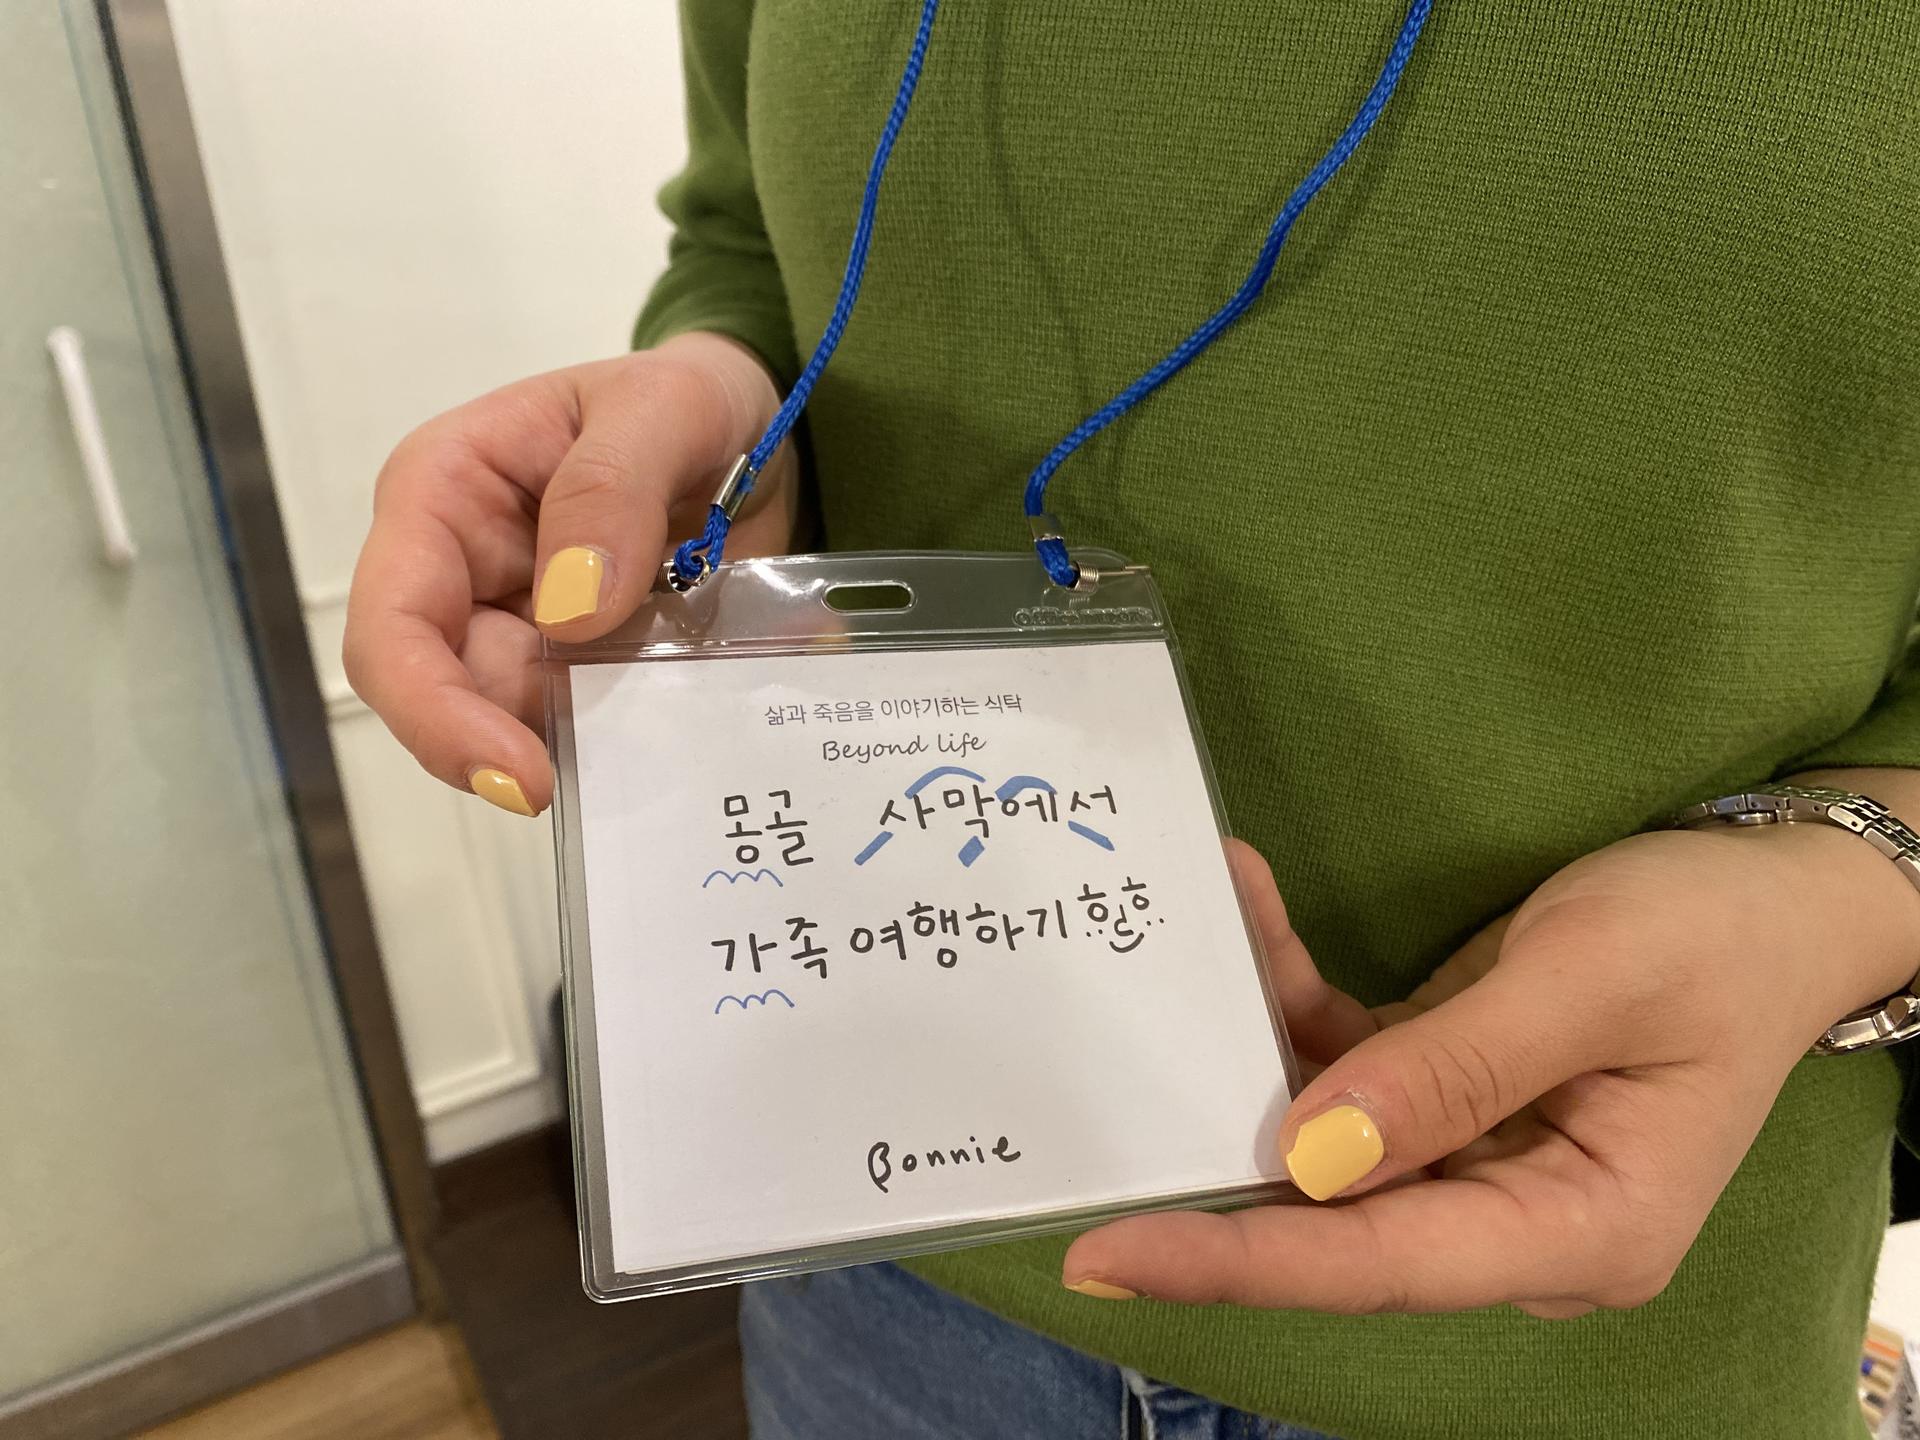 삶과 죽음을 이야기하는 식탁
Beyond life
몽골 사막에서
가족 여행하기
Bonnie